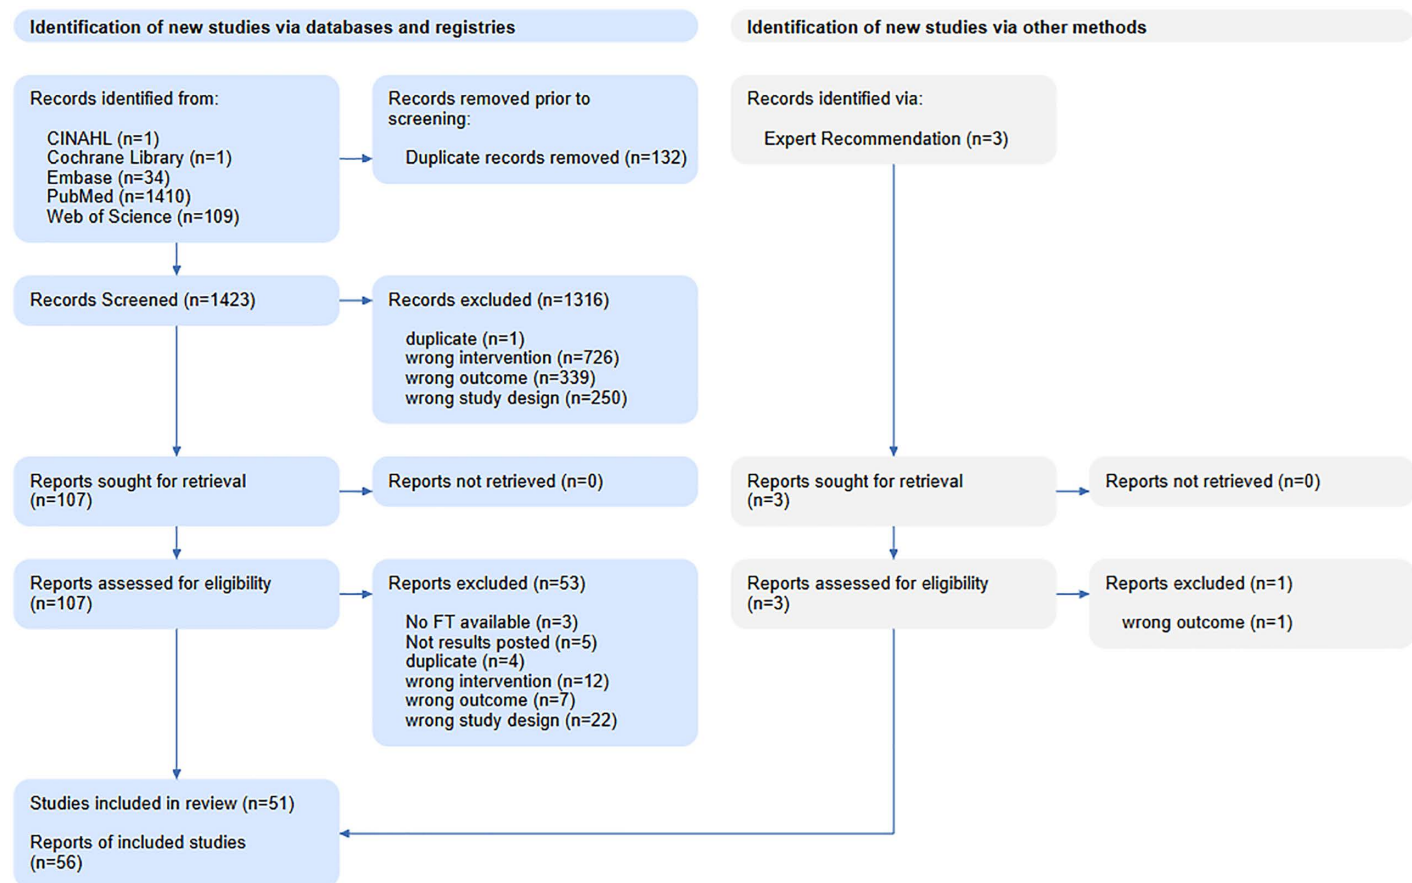 Identification of new studies via databases and registries
Identification of new studies via other methods
Records identified from:
CINAHL (n=1)
Cochrane Library (n=1)
Embase (n=34)
PubMed (n=1410)
Web of Science (n=109)
Records removed prior to
screening:
Duplicate records removed (n=132)
Records identified via:
Expert Recommendation (n=3)
Records Screened (n=1423)
Records excluded (n=1316)
duplicate (n=1)
wrong intervention (n=726)
wrong outcome (n=339)
wrong study design (n=250)
Reports sought for retrieval
(n=107)
Reports not retrieved (n=0)
Reports sought for retrieval
(n=3)
Reports not retrieved (n=0)
Reports assessed for eligibility
(n=107)
Reports excluded (n=53)
No FT available (n=3)
Not results posted (n=5)
duplicate (n=4)
wrong intervention (n=12)
wrong outcome (n=7)
wrong study design (n=22)
Reports assessed for eligibility
(n=3)
Reports excluded (n=1)
wrong outcome (n=1)
Studies included in review (n=51)
Reports of included studies
(n=56)